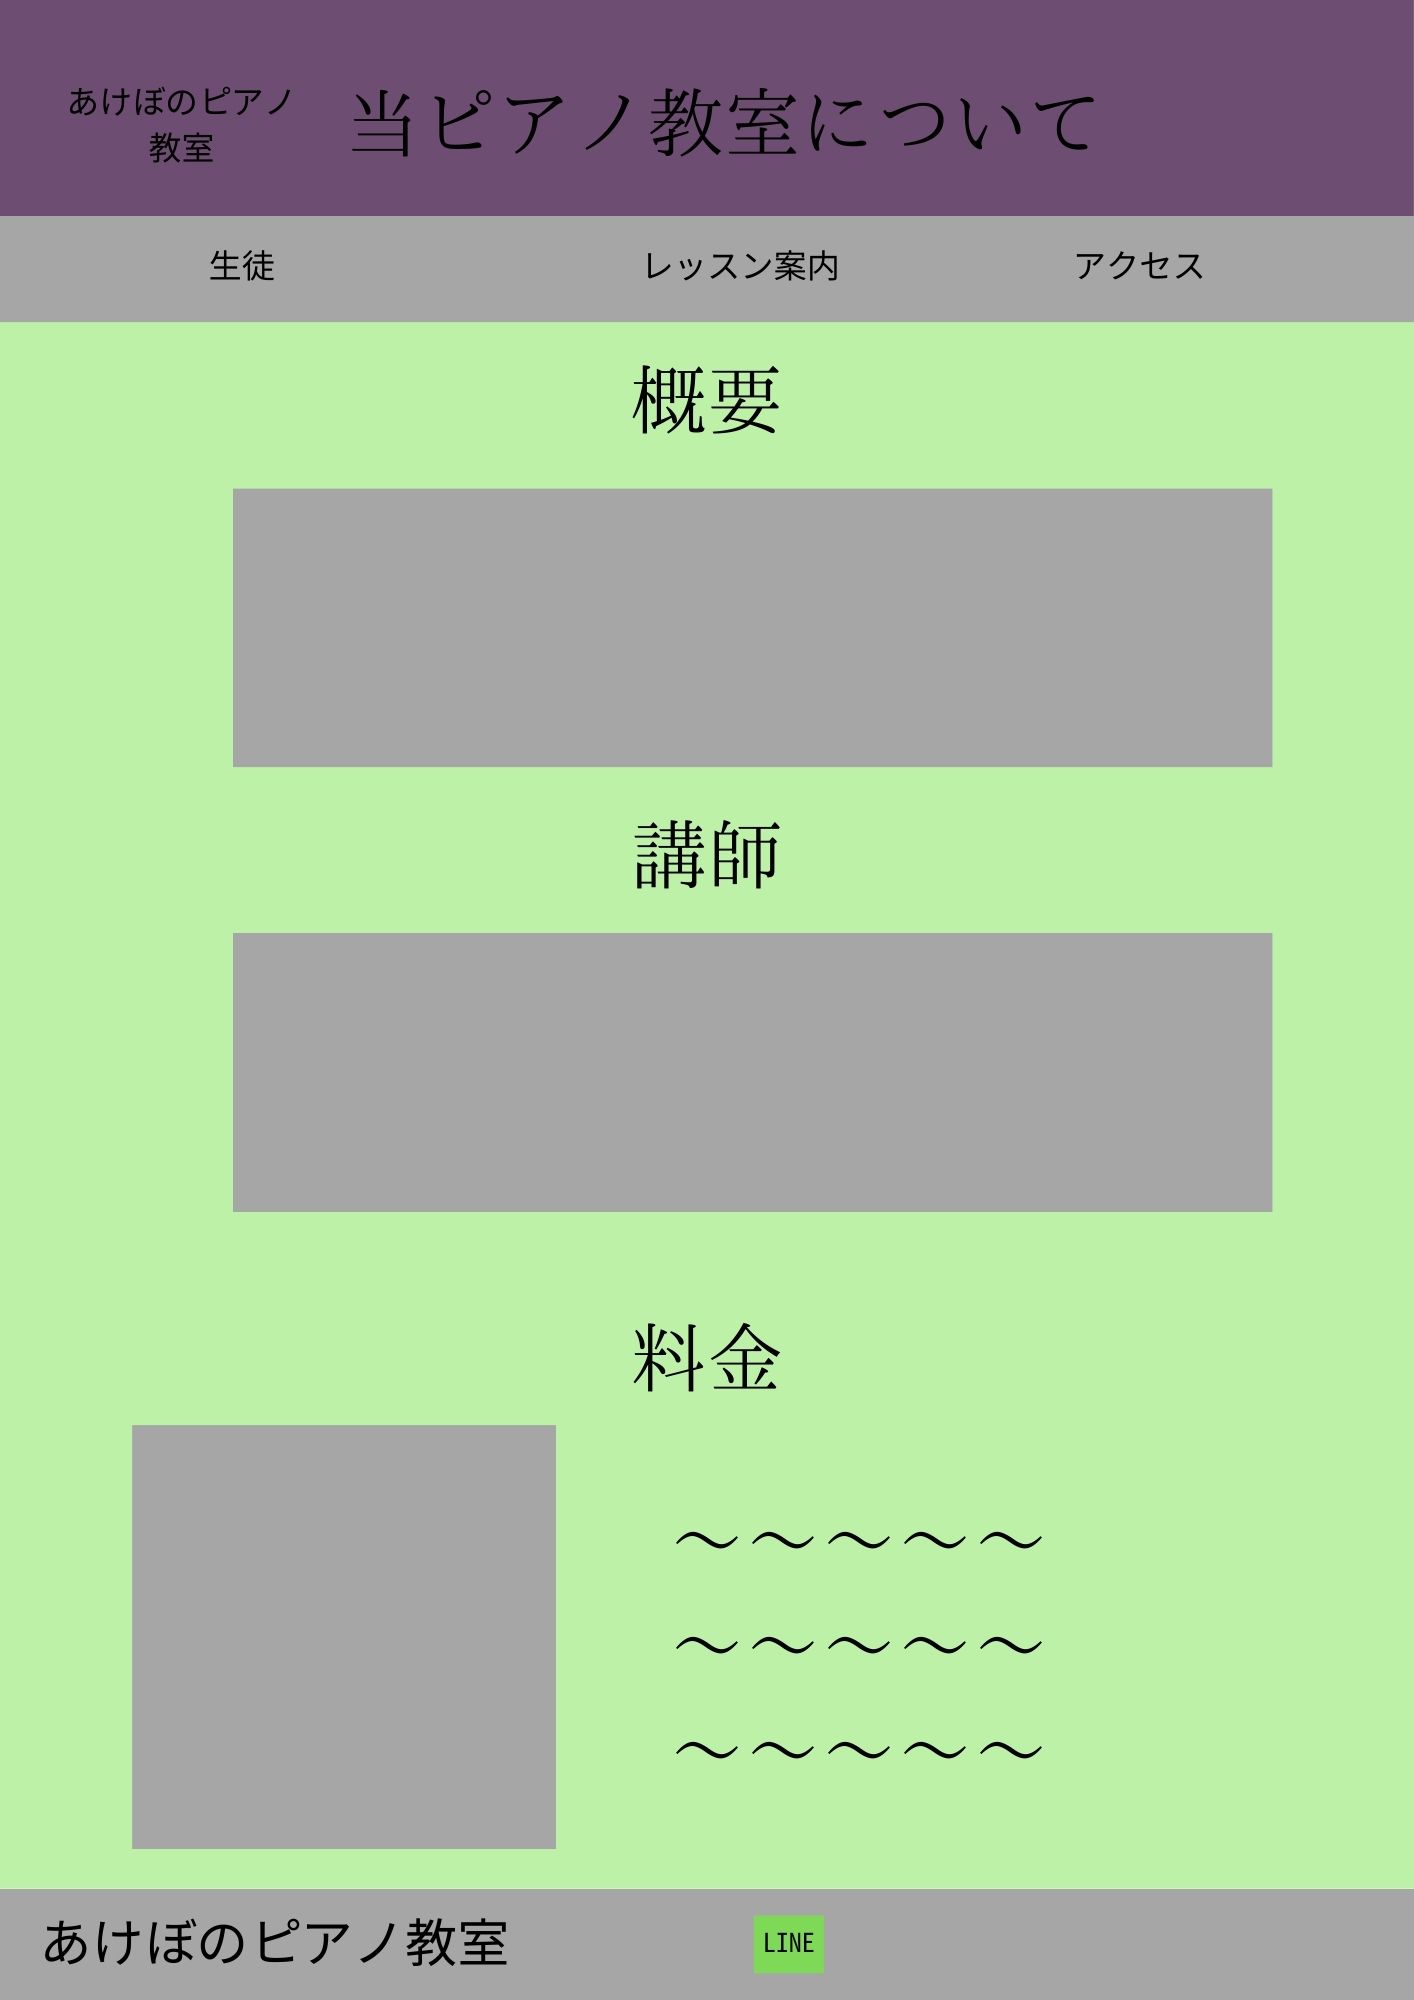 あけぼのピアノ
教室
当ピアノ教室について
生徒 レッスン案内 アクセス
概要
講師
料金
～～～～～
～～～～～
～～～～～
あけぼのピアノ教室 LINE